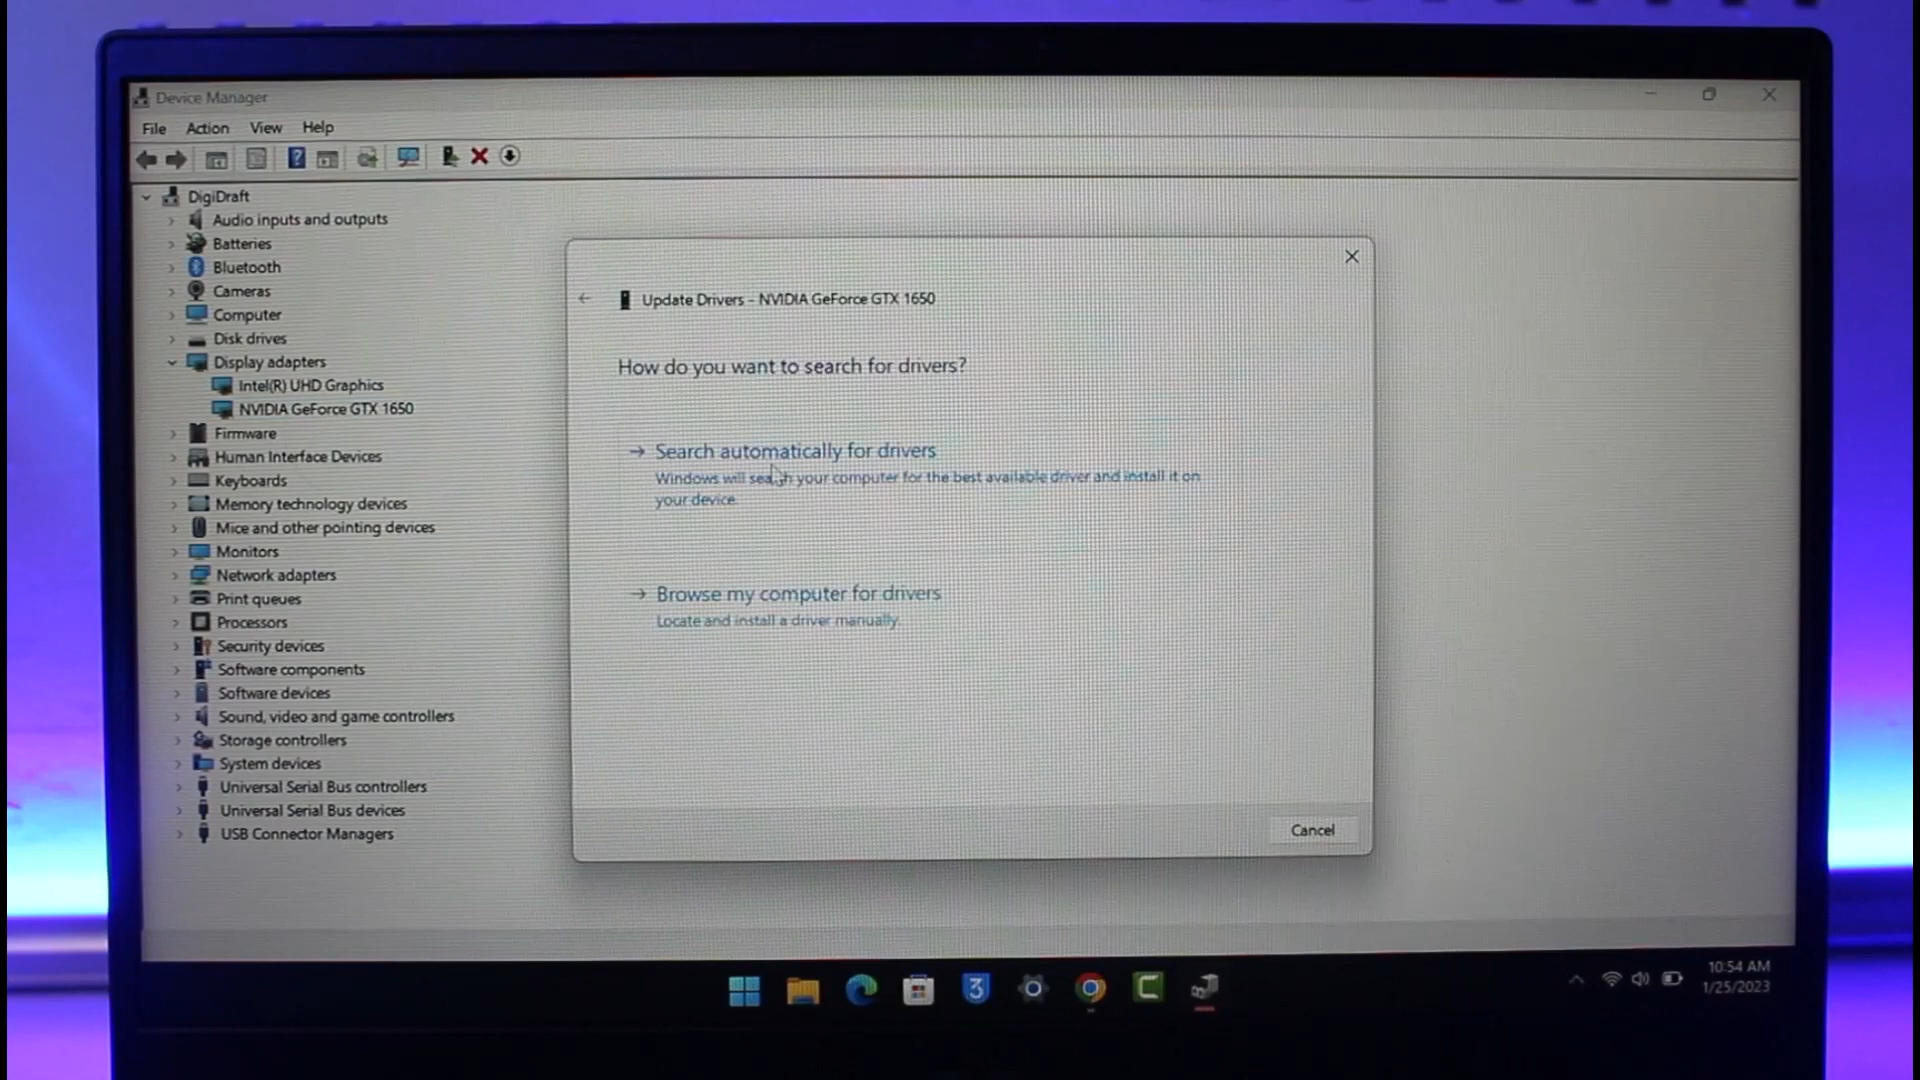 Device Manager
File Action View Help
DigiDraft
Audio inputs and outputs
Batteries
Bluetooth
Cameras
Computer
Disk drives
Display adapters
Intel(R) UHD Graphics
NVIDIA GeForce GTX 1650
Firmware
Human Interface Devices
Keyboards
Memory technology devices
Mice and other pointing devices
Monitors
Network adapters
Print queues
Processors
Security devices
Software components
Software devices
Sound, video and game controllers
Storage controllers
System devices
Universal Serial Bus controllers
Universal Serial Bus devices
USB Connector Managers
Update Drivers - NVIDIA GeForce GTX 1650
How do you want to search for drivers?
Search automatically for drivers
Windows will search your computer for the best available driver and install it on
your device.
Browse my computer for drivers
Locate and install a driver manually.
Cancel
3
10:54 AM
1/25/2023